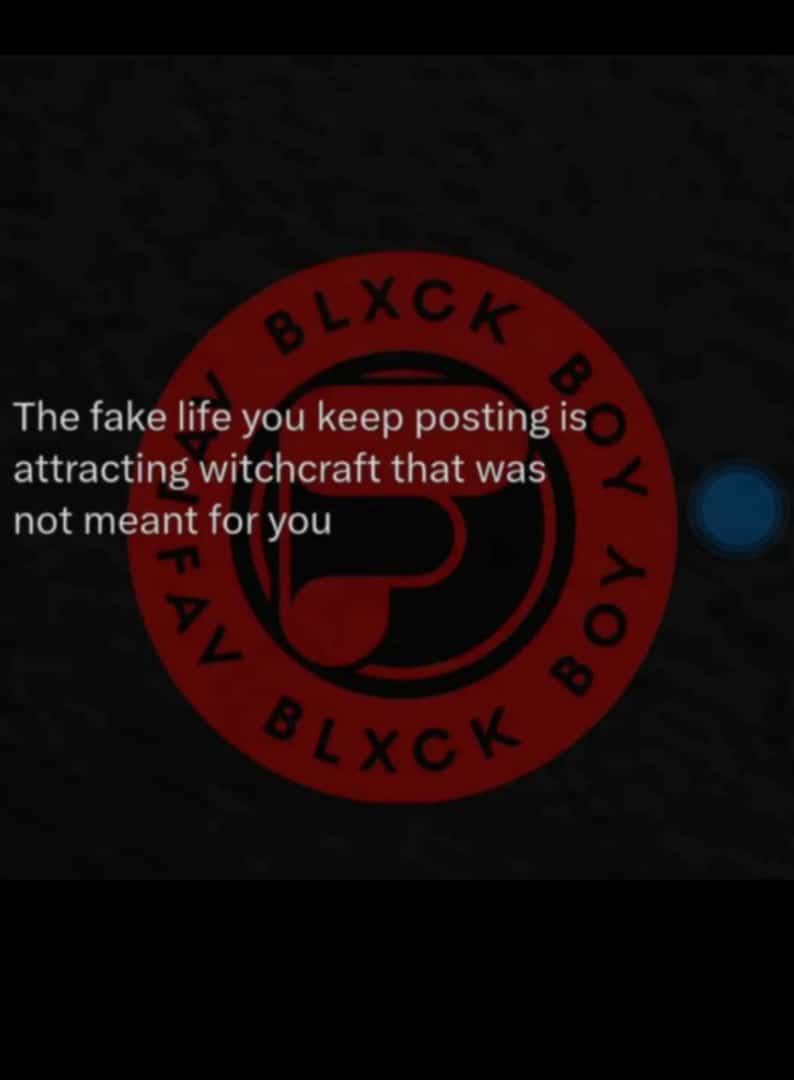 The fake life you keep posting is
attracting witchcraft that was
not meant for you
FAV BLXCK BOY
FAV BLXCK BOY